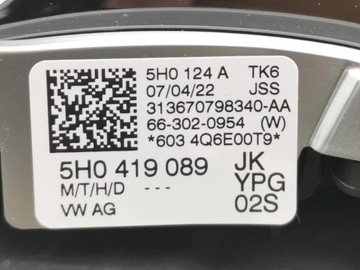 5H0 124 A TK6
07/04/22 JSS
313670798340-AA
66-302-0954 (W)
*603 4Q6E00T9*
5H0 419 089 JK
M/T/H/D --- YPG
VW AG 02S